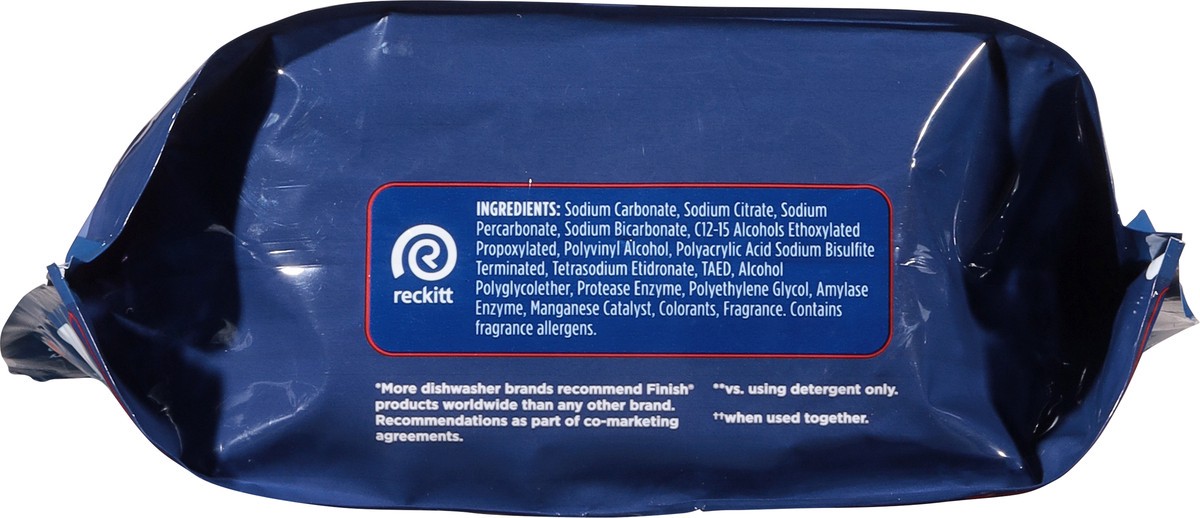 INGREDIENTS: Sodium Carbonate, Sodium Citrate, Sodium
Percarbonate, Sodium Bicarbonate, C12-15 Alcohols Ethoxylated
Propoxylated, Polyvinyl Alcohol, Polyacrylic Acid Sodium Bisulfite
Terminated, Tetrasodium Etidronate, TAED, Alcohol
Polyglycolether, Protease Enzyme, Polyethylene Glycol, Amylase
Enzyme, Manganese Catalyst, Colorants, Fragrance. Contains
fragrance allergens.
reckitt
*More dishwasher brands recommend Finish®
products worldwide than any other brand.
Recommendations as part of co-marketing
agreements.
**vs. using detergent only.
††when used together.